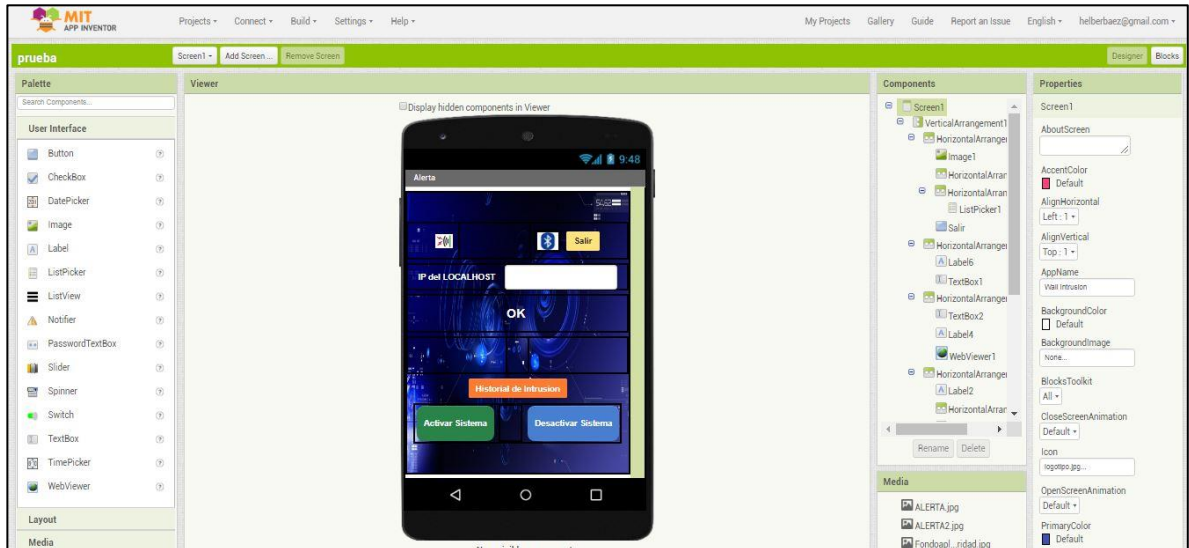 MIT
APP INVENTOR
Projects Connect Build Settings Help
My Projects Gallery Guide Report an Issue English helberbaez@gmail.com
prueba
Screen1 Add Screen ... Remove Screen
Designer Blocks
Palette
Search Components...
User Interface
Button
CheckBox
DatePicker
Image
Label
ListPicker
ListView
Notifier
PasswordTextBox
Slider
Spinner
Switch
TextBox
TimePicker
WebViewer
Layout
Media
Viewer
Display hidden components in Viewer
9:48
Alerta
Salir
IP del LOCALHOST
OK
Historial de Intrusion
Activar Sistema
Desactivar Sistema
Components
Screen1
VerticalArrangement1
HorizontalArranger
Image1
HorizontalArrar
HorizontalArran
ListPicker1
Salir
HorizontalArranger
Label6
TextBox1
HorizontalArranger
TextBox2
Label4
WebViewer1
HorizontalArranger
Label2
HorizontalArrar
Rename Delete
Media
ALERTA.jpg
ALERTA2.jpg
Fondoapl...ridad.jpg
Properties
Screen1
AboutScreen
AccentColor
Default
AlignHorizontal
Left : 1
AlignVertical
Top : 1
AppName
Wall Intrusion
BackgroundColor
Default
BackgroundImage
None...
BlocksToolkit
All
CloseScreenAnimation
Default
Icon
logotipo.jpg...
OpenScreenAnimation
Default
PrimaryColor
Default